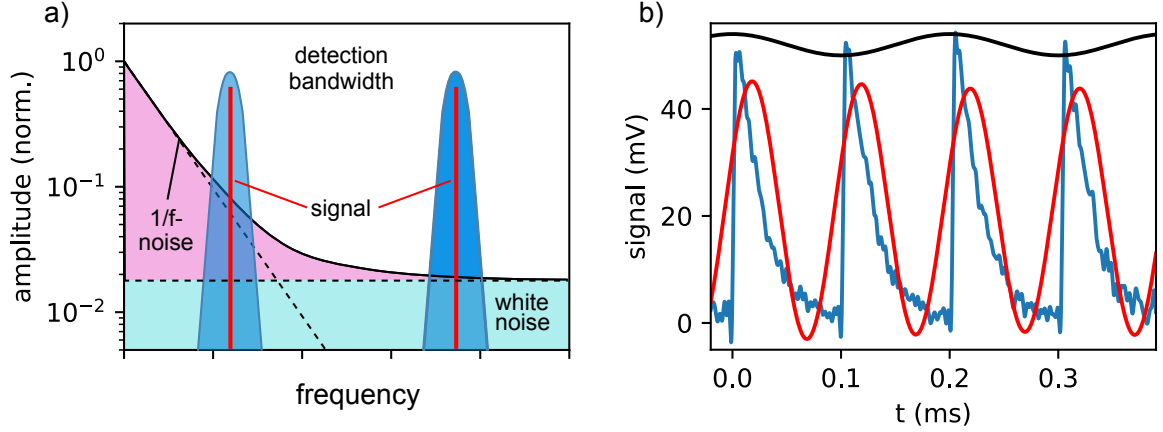 a)
amplitude (norm.)
10⁰
10⁻¹
10⁻²
detection
bandwidth
1/f-
noise
signal
white
noise
frequency
b)
signal (mV)
40
20
0
0.0 0.1 0.2 0.3
t (ms)